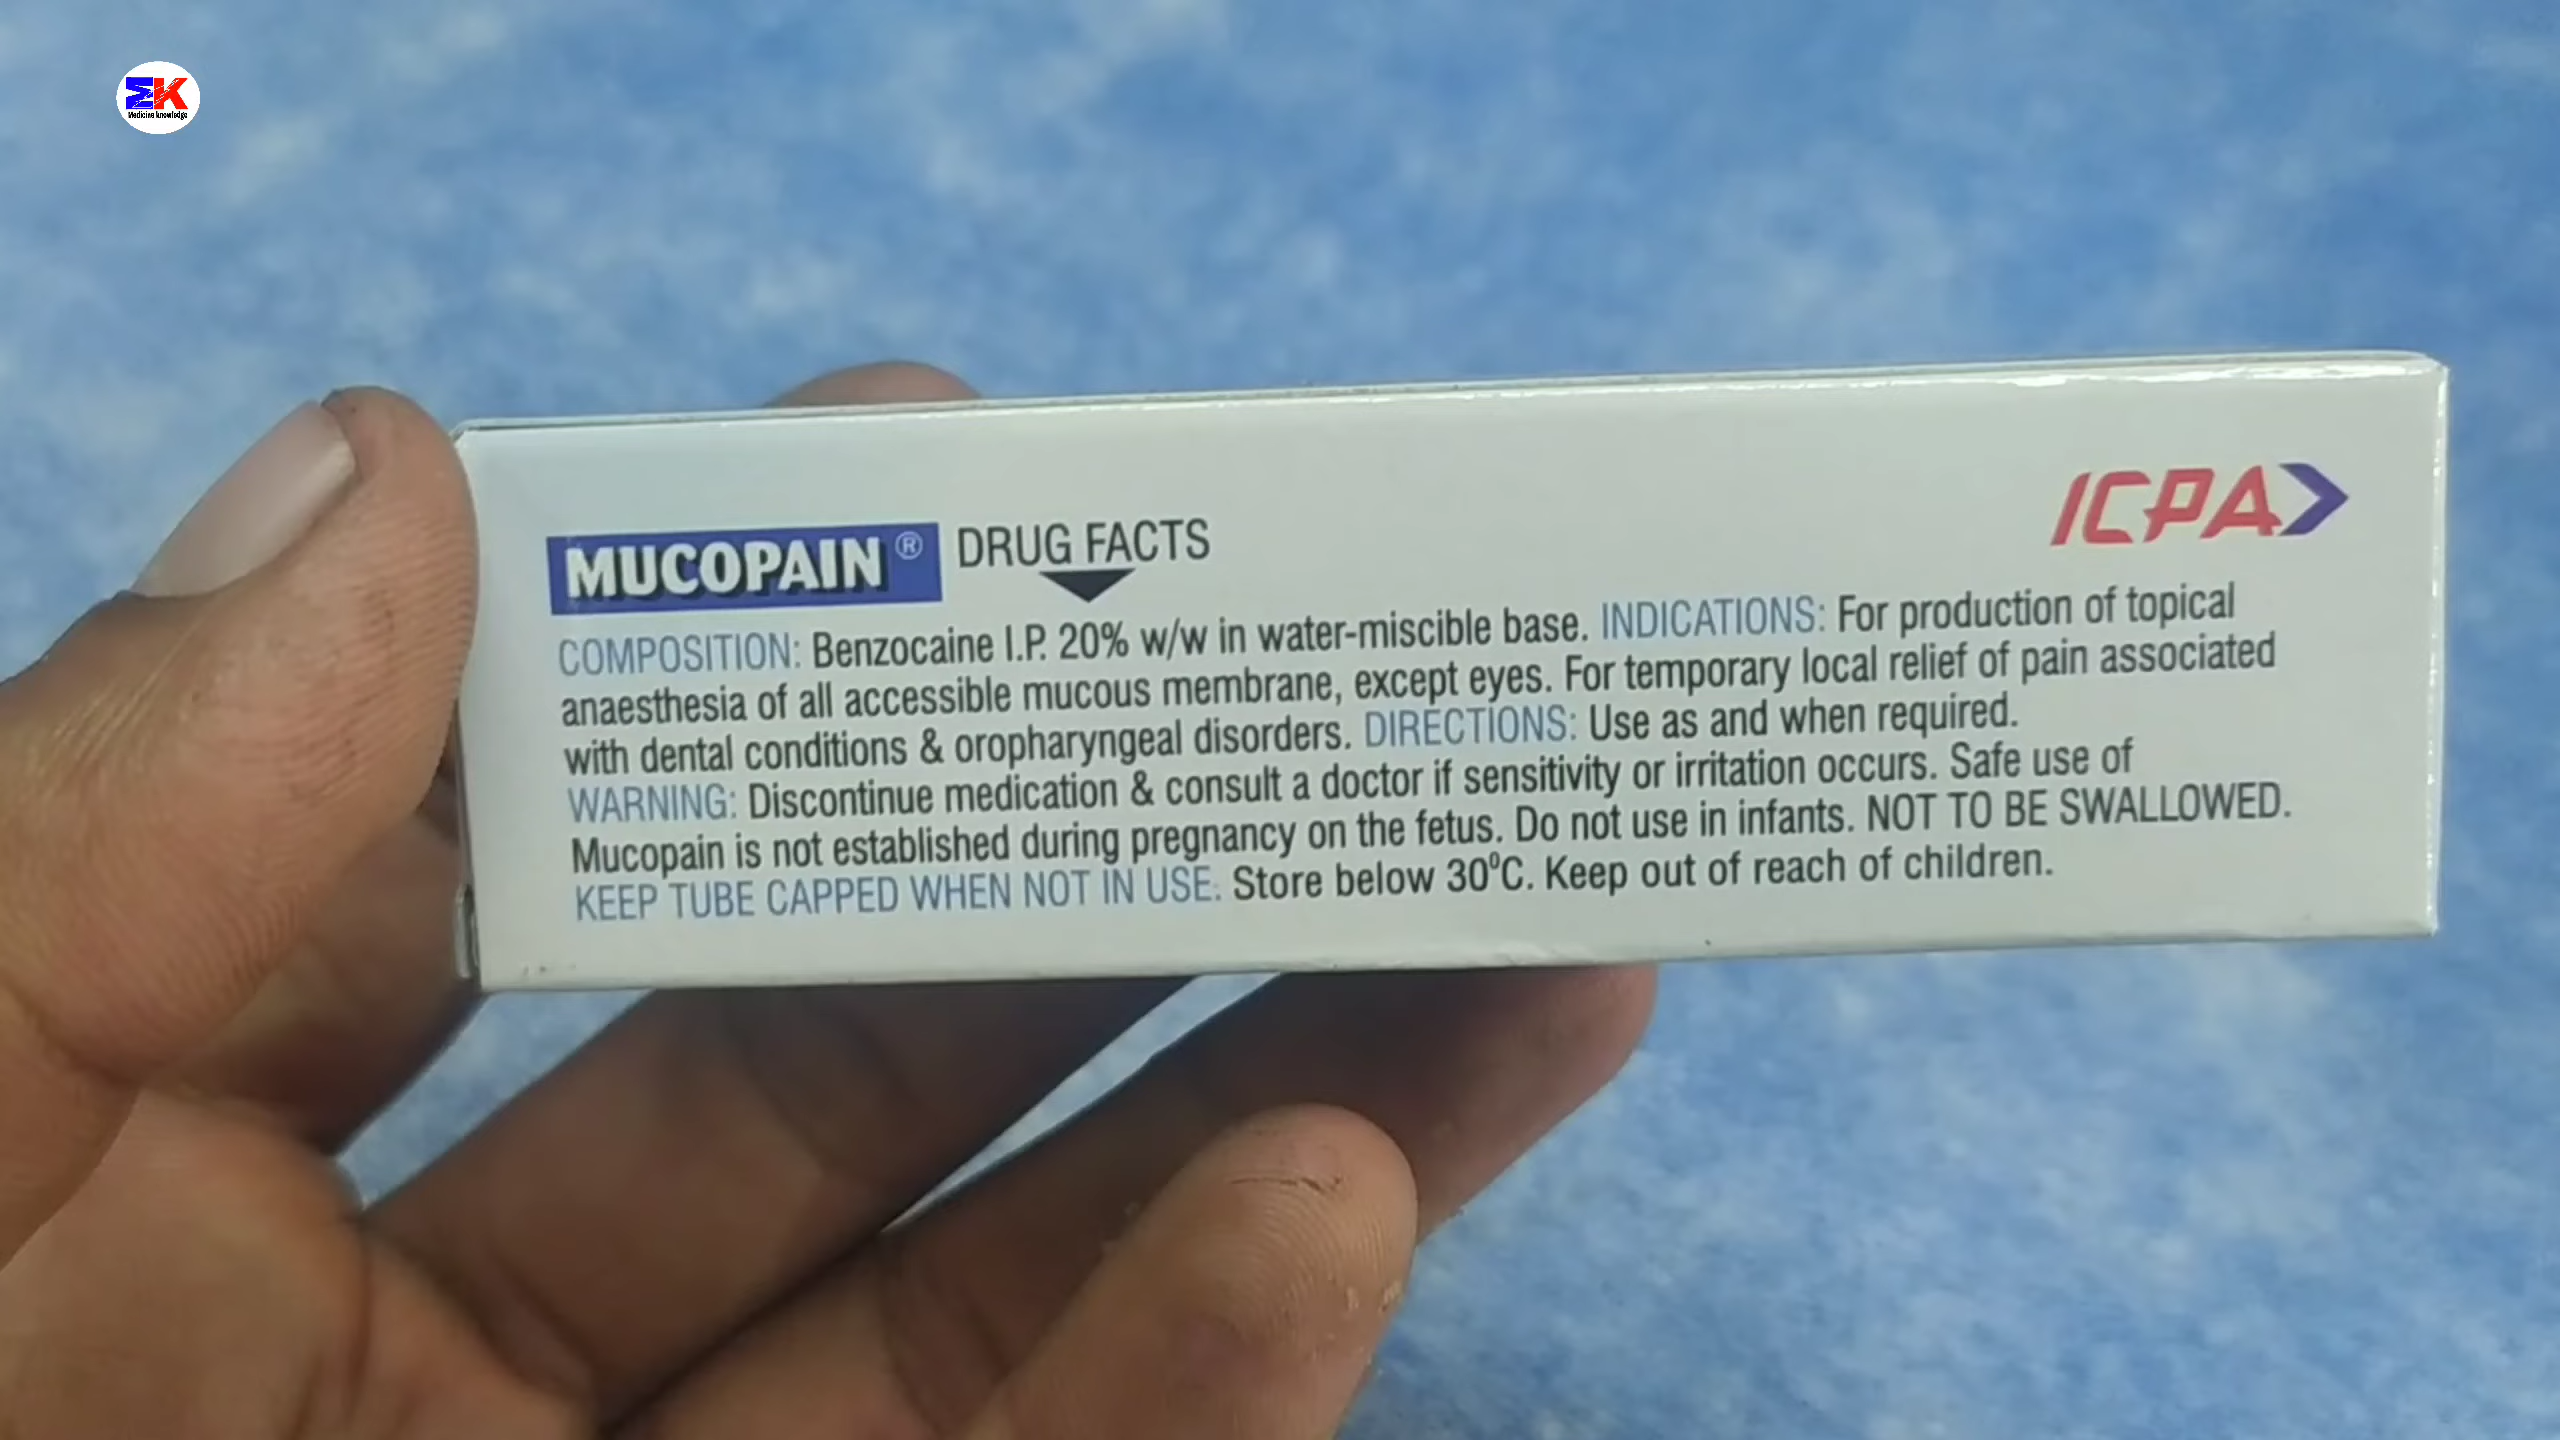 MK
Medicine knowledge
ICPA
MUCOPAIN ® DRUG FACTS
COMPOSITION: Benzocaine I.P. 20% w/w in water-miscible base. INDICATIONS: For production of topical
anaesthesia of all accessible mucous membrane, except eyes. For temporary local relief of pain associated
with dental conditions & oropharyngeal disorders. DIRECTIONS: Use as and when required.
WARNING: Discontinue medication & consult a doctor if sensitivity or irritation occurs. Safe use of
Mucopain is not established during pregnancy on the fetus. Do not use in infants. NOT TO BE SWALLOWED.
KEEP TUBE CAPPED WHEN NOT IN USE. Store below 30⁰C. Keep out of reach of children.